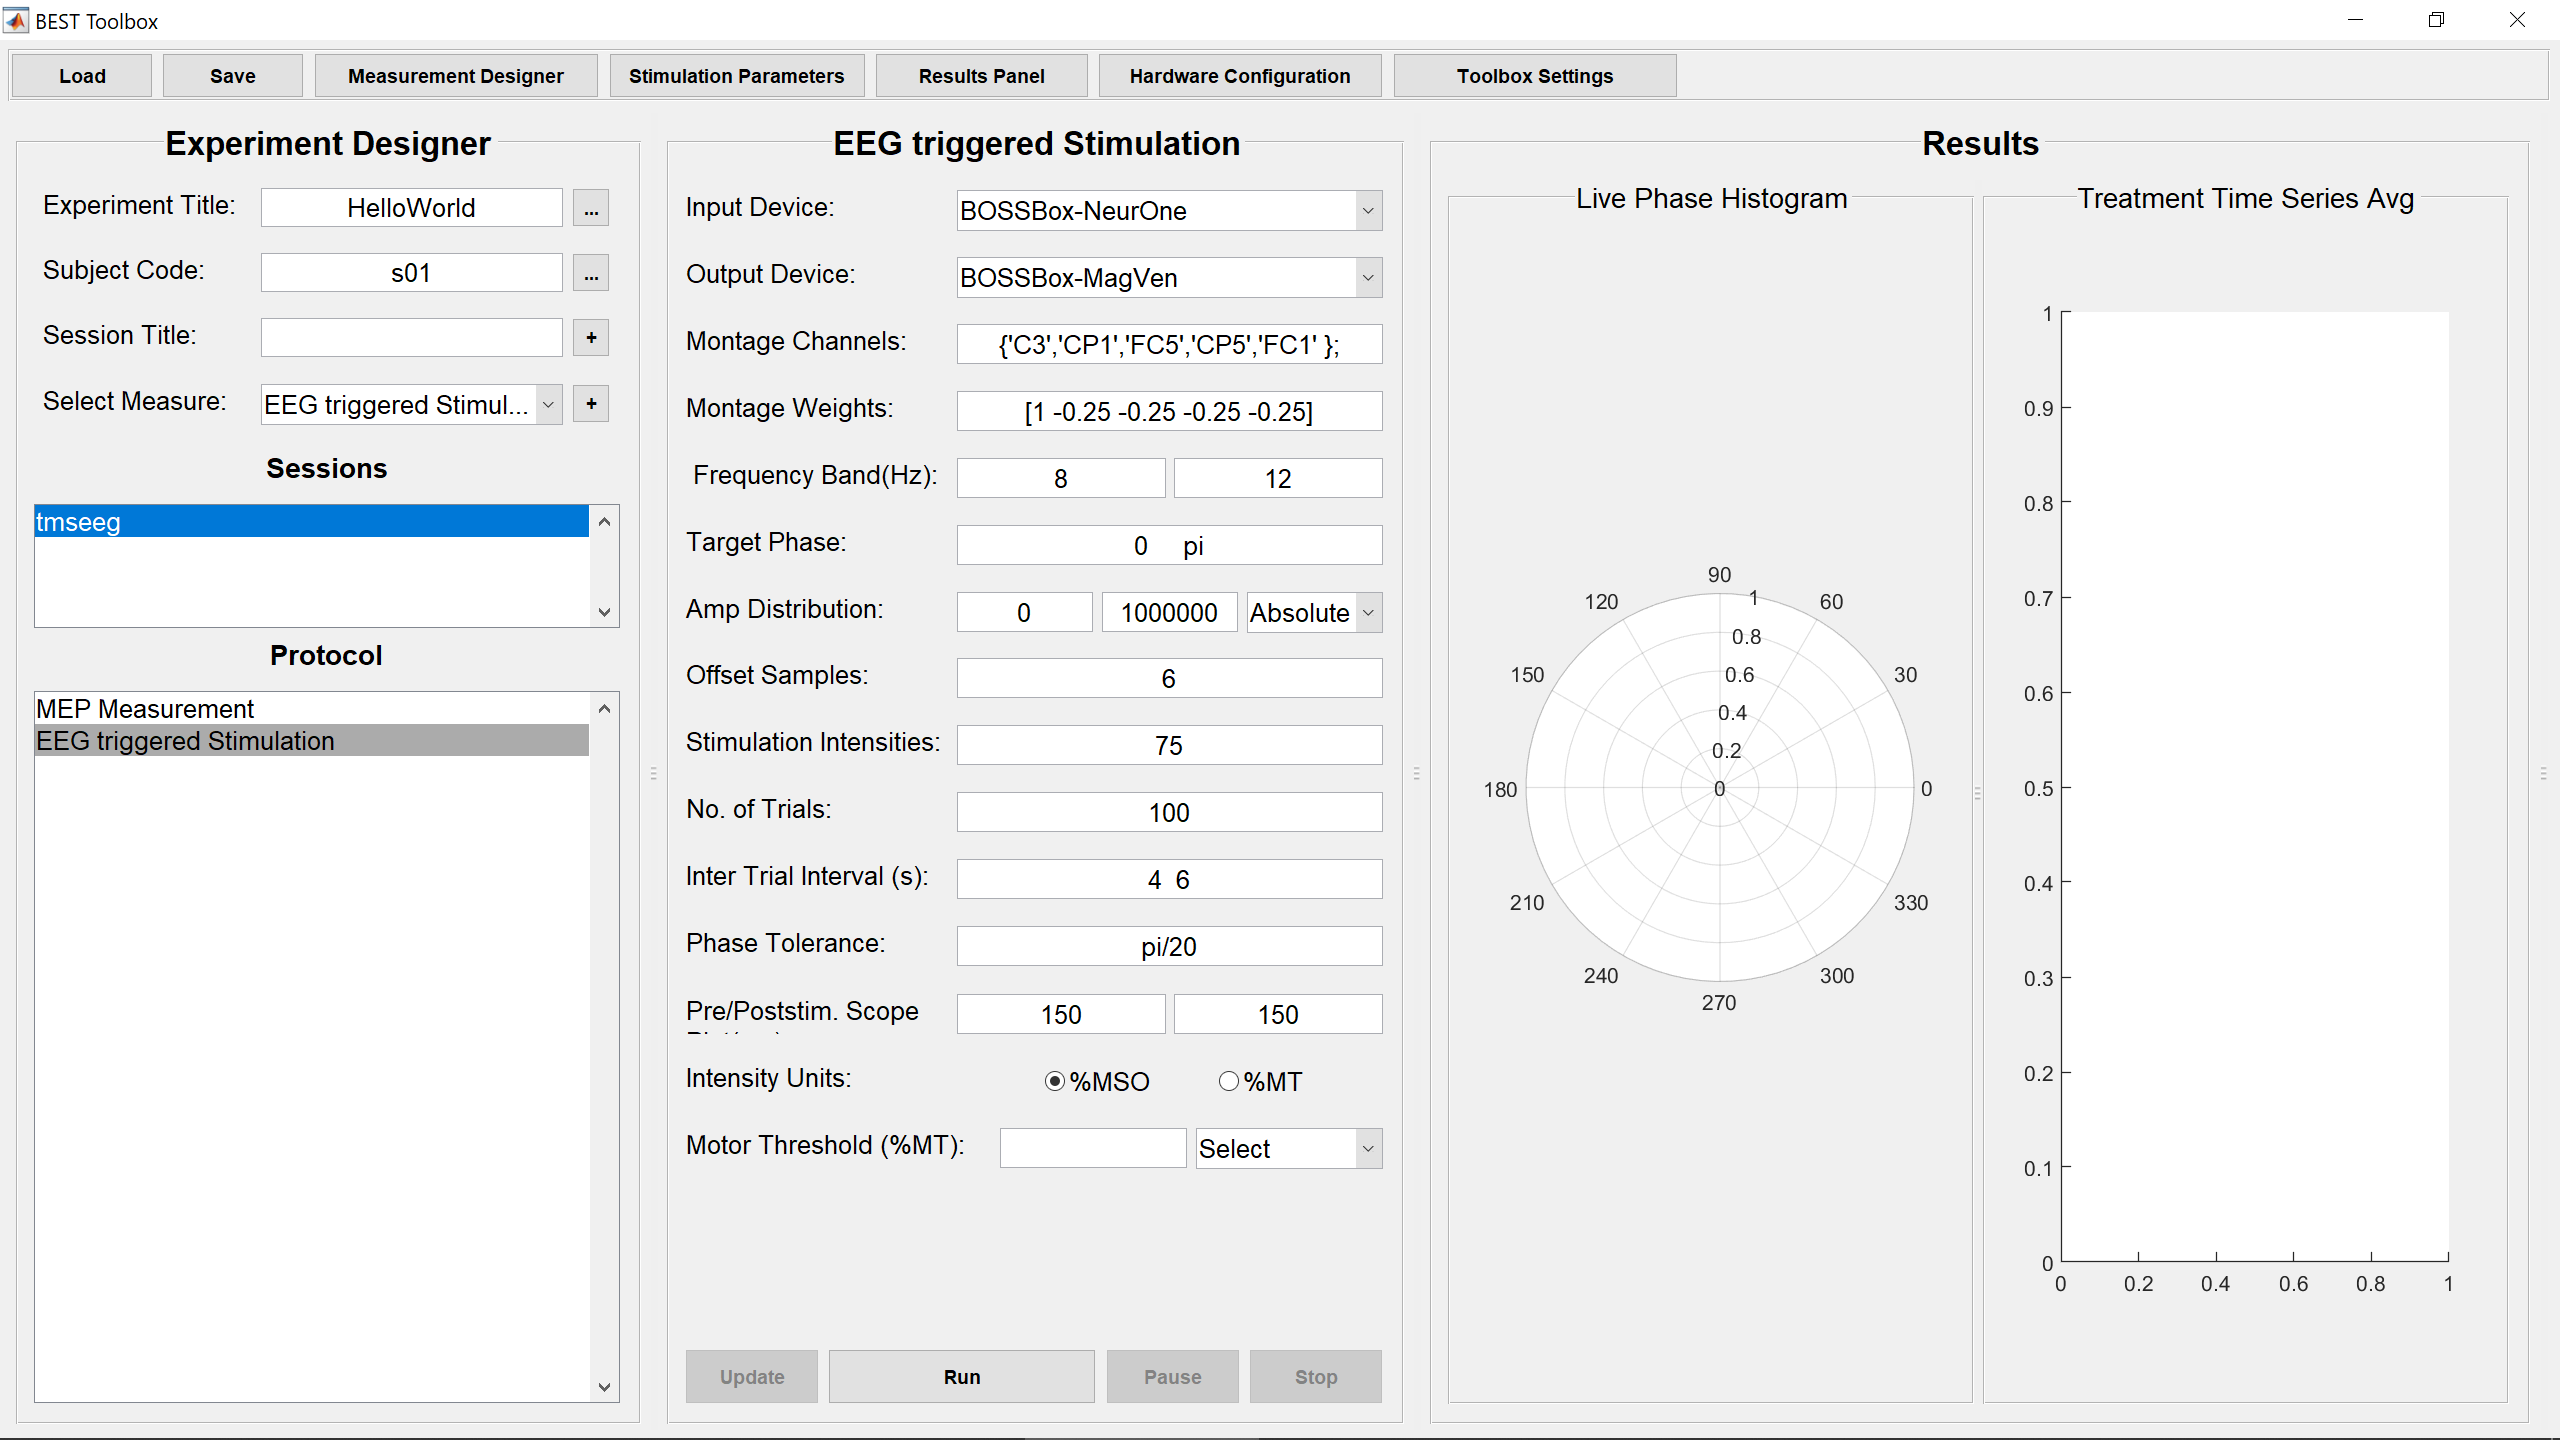 BEST Toolbox
Load Save Measurement Designer Stimulation Parameters Results Panel Hardware Configuration Toolbox Settings
Experiment Designer
Experiment Title: HelloWorld ...
Subject Code: s01 ...
Session Title: +
Select Measure: EEG triggered Stimul... +
Sessions
tmseeg
Protocol
MEP Measurement
EEG triggered Stimulation
EEG triggered Stimulation
Input Device: BOSSBox-NeurOne
Output Device: BOSSBox-MagVen
Montage Channels: {'C3','CP1','FC5','CP5','FC1' };
Montage Weights: [1 -0.25 -0.25 -0.25 -0.25]
Frequency Band(Hz): 8 12
Target Phase: 0 pi
Amp Distribution: 0 1000000 Absolute
Offset Samples: 6
Stimulation Intensities: 75
No. of Trials: 100
Inter Trial Interval (s): 4 6
Phase Tolerance: pi/20
Pre/Poststim. Scope 150 150
Intensity Units: %MSO %MT
Motor Threshold (%MT): Select
Update Run Pause Stop
Results
Live Phase Histogram
90
120 1 60
0.8
150 0.6 30
0.4
0.2
180 0 0
210 330
240 300
270
Treatment Time Series Avg
1
0.9
0.8
0.7
0.6
0.5
0.4
0.3
0.2
0.1
0
0 0.2 0.4 0.6 0.8 1